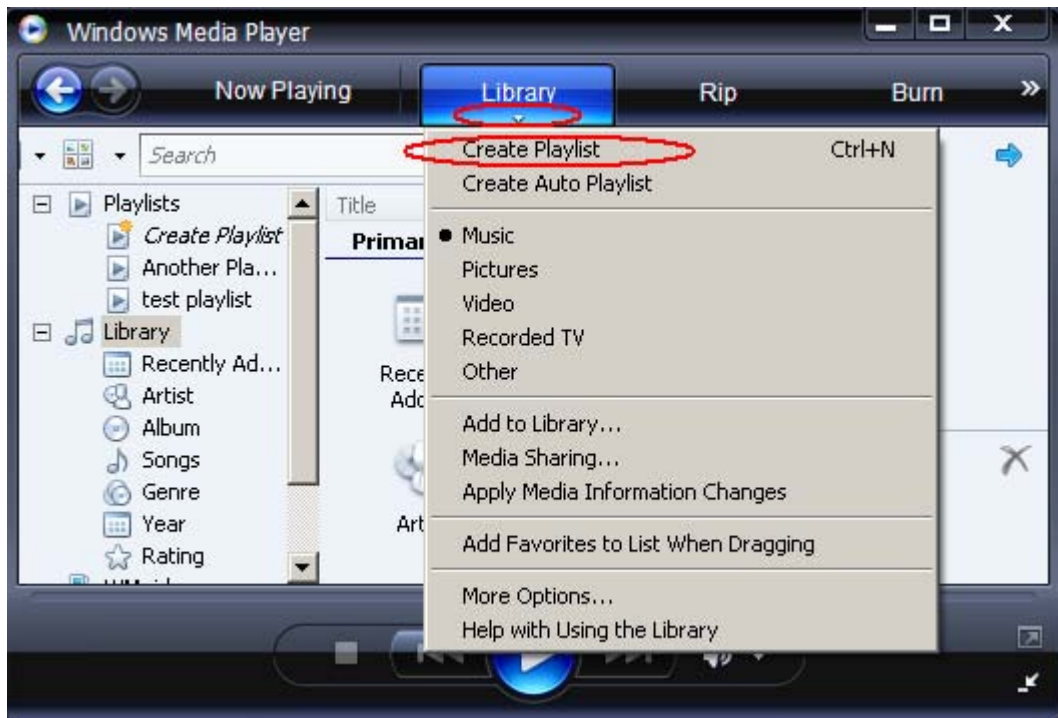 Windows Media Player
Now Playing Library Rip Burn
Search
Playlists
Create Playlist
Another Pla...
test playlist
Library
Recently Ad...
Artist
Album
Songs
Genre
Year
Rating
Title
Create Playlist Ctrl+N
Create Auto Playlist
Music
Pictures
Video
Recorded TV
Other
Add to Library...
Media Sharing...
Apply Media Information Changes
Add Favorites to List When Dragging
More Options...
Help with Using the Library